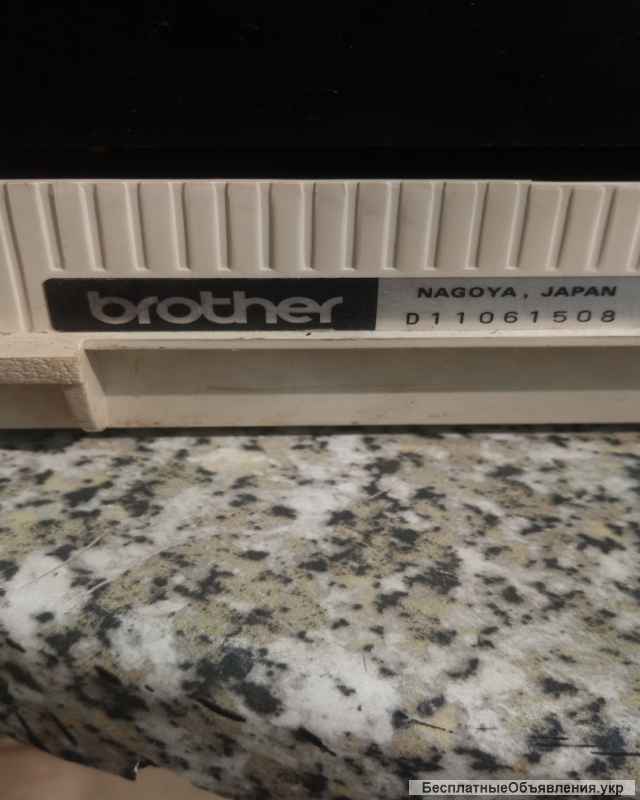 brother
NAGOYA, JAPAN
D11061508
БесплатныеОбъявления.укр